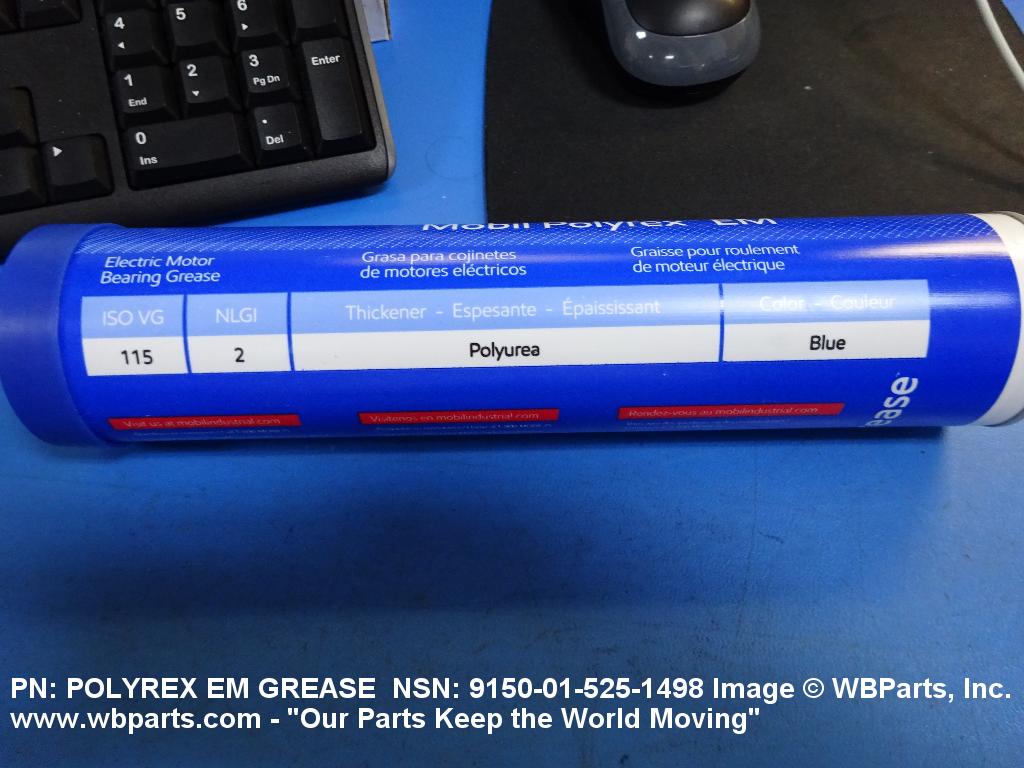 4
5
6
1
End
2
3
Pg Dn
Enter
0
Ins
.
Del
Mobil Polyrex EM
Electric Motor
Bearing Grease
Grasa para cojinetes
de motores eléctricos
Graisse pour roulement
de moteur électrique
ISO VG
NLGI
Thickener - Espesante - Épaississant
Color - Couleur
115
2
Polyurea
Blue
Visit us at mobilindustrial.com
Visítenos en mobilindustrial.com
Rendez-vous au mobilindustrial.com
ease
PN: POLYREX EM GREASE NSN: 9150-01-525-1498 Image © WBParts, Inc.
www.wbparts.com - "Our Parts Keep the World Moving"